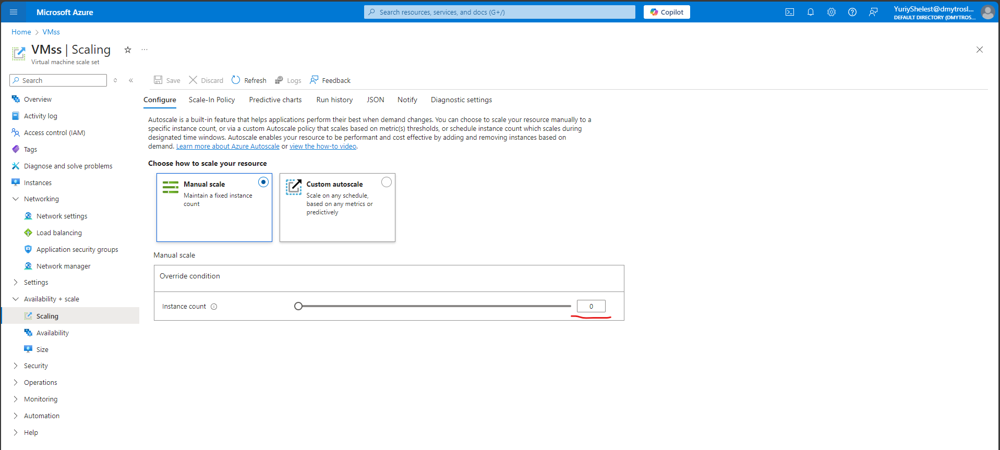 Microsoft Azure
Search resources, services, and docs (G+/)
Copilot
YuriyShelest@dmytrosl...
DEFAULT DIRECTORY (DMYTROS...
Home > VMss
VMss | Scaling
Virtual machine scale set
Search
Save
Discard
Refresh
Logs
Feedback
Overview
Activity log
Access control (IAM)
Tags
Diagnose and solve problems
Instances
Networking
Network settings
Load balancing
Application security groups
Network manager
Settings
Availability + scale
Scaling
Availability
Size
Security
Operations
Monitoring
Automation
Help
Configure
Scale-In Policy
Predictive charts
Run history
JSON
Notify
Diagnostic settings
Autoscale is a built-in feature that helps applications perform their best when demand changes. You can choose to scale your resource manually to a
specific instance count, or via a custom Autoscale policy that scales based on metric(s) thresholds, or schedule instance count which scales during
designated time windows. Autoscale enables your resource to be performant and cost effective by adding and removing instances based on
demand. Learn more about Azure Autoscale or view the how-to video.
Choose how to scale your resource
Manual scale
Maintain a fixed instance
count
Custom autoscale
Scale on any schedule,
based on any metrics or
predictively
Manual scale
Override condition
Instance count
0